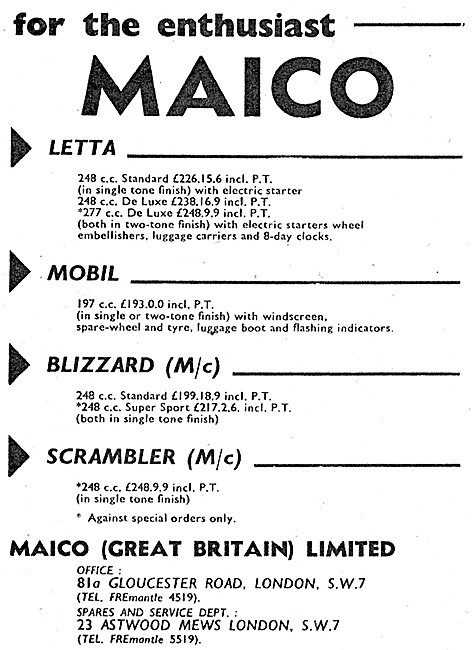 for the enthusiast
MAICO
LETTA
248 c.c. Standard £226.15.6 incl. P.T.
(in single tone finish) with electric starter
248 c.c. De Luxe £238.16.9 incl. P.T.
*277 c.c. De Luxe £248.9.9 incl. P.T.
(both in two-tone finish) with electric starters wheel
embellishers, luggage carriers and 8-day clocks.
MOBIL
197 c.c. £193.0.0 incl. P.T.
(in single or two-tone finish) with windscreen,
spare-wheel and tyre, luggage boot and flashing indicators.
BLIZZARD (M/c)
248 c.c. Standard £199.18.9 incl. P.T.
*248 c.c. Super Sport £217.2.6. incl. P.T.
(both in single tone finish)
SCRAMBLER (M/c)
*248 c.c. £248.9.9 incl. P.T.
(in single tone finish)
* Against special orders only.
MAICO (GREAT BRITAIN) LIMITED
OFFICE :
81a GLOUCESTER ROAD, LONDON, S.W.7
(TEL. FREmantle 4519).
SPARES AND SERVICE DEPT. :
23 ASTWOOD MEWS LONDON, S.W.7
(TEL. FREmantle 5519).